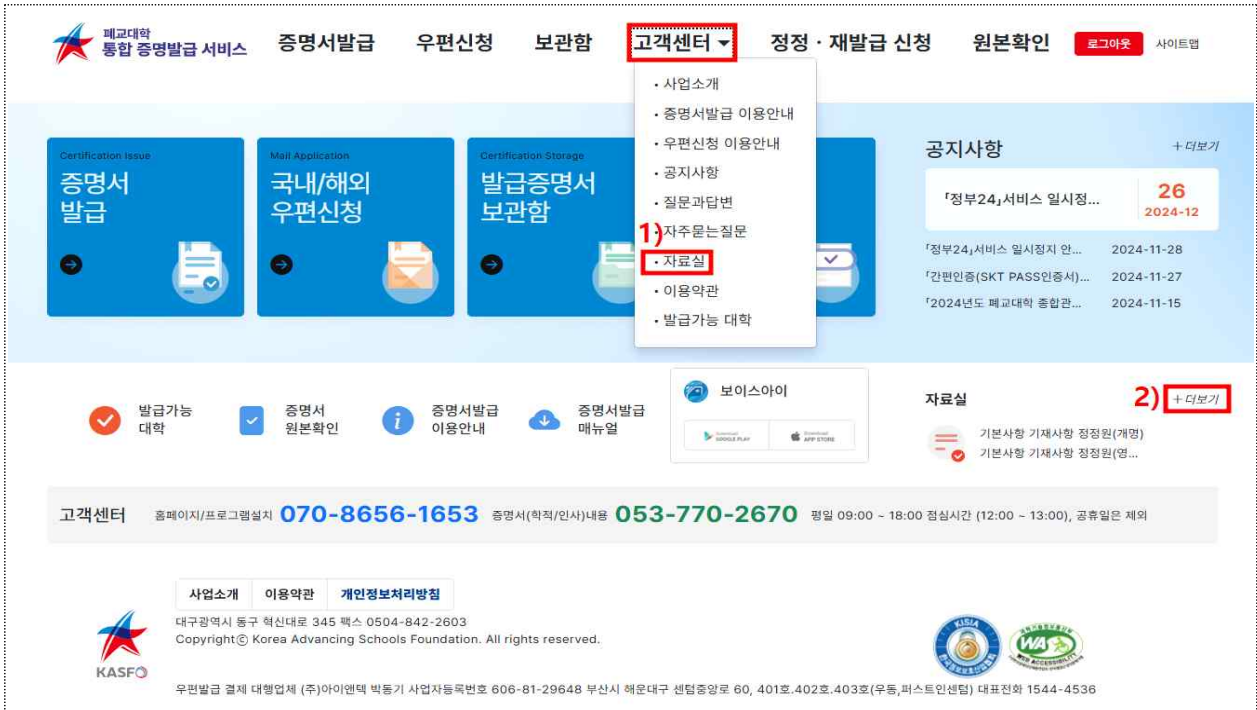 폐교대학
통합 증명발급 서비스
증명서발급 우편신청 보관함 고객센터 ▾ 정정 · 재발급 신청 원본확인 로그아웃 사이트맵
• 사업소개
• 증명서발급 이용안내
• 우편신청 이용안내
• 공지사항
• 질문과답변
1) • 자주묻는질문
• 자료실
• 이용약관
• 발급가능 대학
Certification Issue
증명서
발급
Mail Application
국내/해외
우편신청
Certification Storage
발급증명서
보관함
공지사항 +더보기
「정부24」서비스 일시정... 26
2024-12
「정부24」서비스 일시정지 안... 2024-11-28
「간편인증(SKT PASS인증서)... 2024-11-27
「2024년도 폐교대학 종합관... 2024-11-15
발급가능
대학
증명서
원본확인
증명서발급
이용안내
증명서발급
매뉴얼
보이스아이
Download
GOOGLE PLAY
Download
APP STORE
자료실 2) +더보기
기본사항 기재사항 정정원(개명)
기본사항 기재사항 정정원(영...
고객센터 홈페이지/프로그램설치 070-8656-1653 증명서(학적/인사)내용 053-770-2670 평일 09:00 ~ 18:00 점심시간 (12:00 ~ 13:00), 공휴일은 제외
사업소개 이용약관 개인정보처리방침
대구광역시 동구 혁신대로 345 팩스 0504-842-2603
Copyrightⓒ Korea Advancing Schools Foundation. All rights reserved.
KASFO
KISIA
WA
WEB ACCESSIBILITY
우편발급 결제 대행업체 (주)아이앤텍 박동기 사업자등록번호 606-81-29648 부산시 해운대구 센텀중앙로 60, 401호.402호.403호(우동,퍼스트인센텀) 대표전화 1544-4536